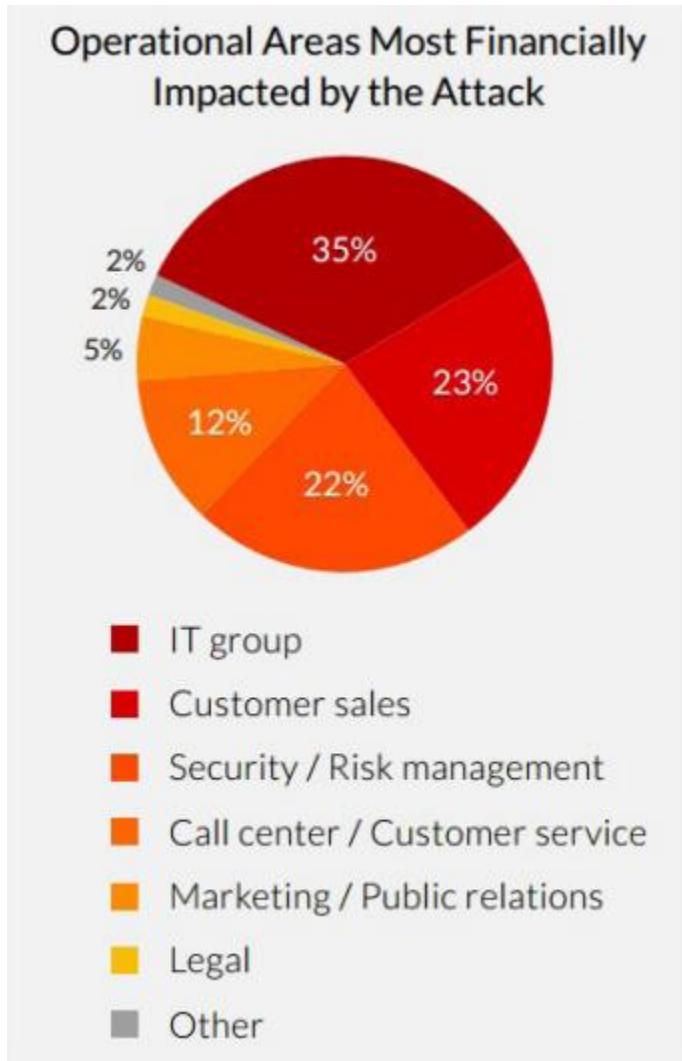 Operational Areas Most Financially
Impacted by the Attack
35%
23%
22%
12%
5%
2%
2%
IT group
Customer sales
Security / Risk management
Call center / Customer service
Marketing / Public relations
Legal
Other